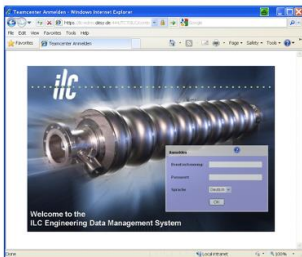 Teamcenter Anmelden - Windows Internet Explorer
File Edit View Favorites Tools Help
Favorites Teamcenter Anmelden
Page Safety Tools
ilc
Anmelden
Passwort
Sprache Deutsch
OK
Welcome to the
ILC Engineering Data Management System
Done Local intranet 100%